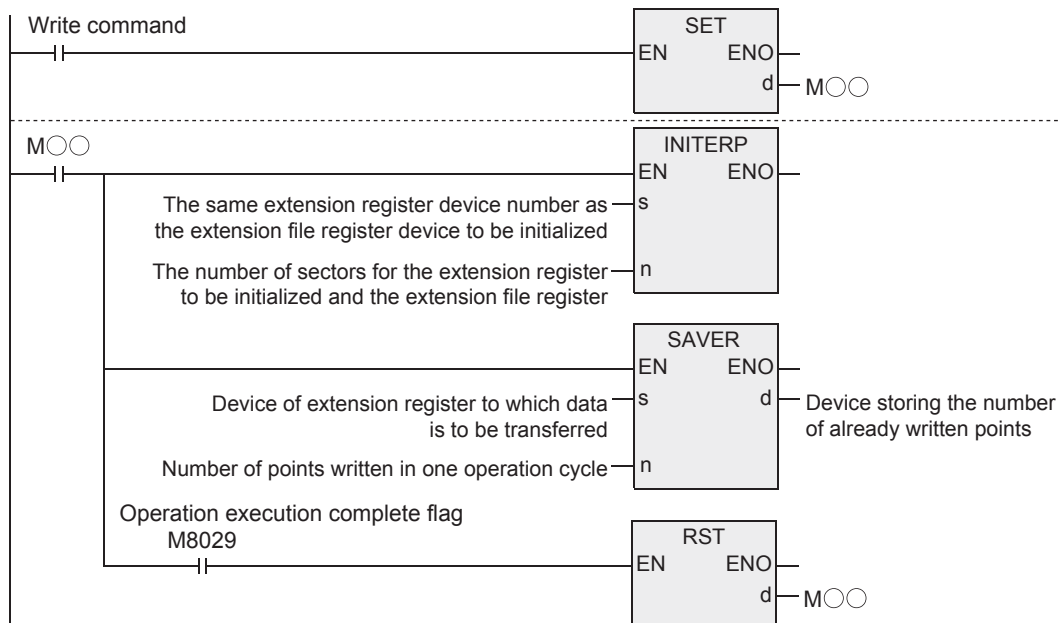 Write command
SET
EN ENO
d M○○
M○○
INITERP
EN ENO
The same extension register device number as s
the extension file register device to be initialized
The number of sectors for the extension register n
to be initialized and the extension file register
SAVER
EN ENO
Device of extension register to which data s d Device storing the number
is to be transferred of already written points
Number of points written in one operation cycle n
Operation execution complete flag
M8029
RST
EN ENO
d M○○